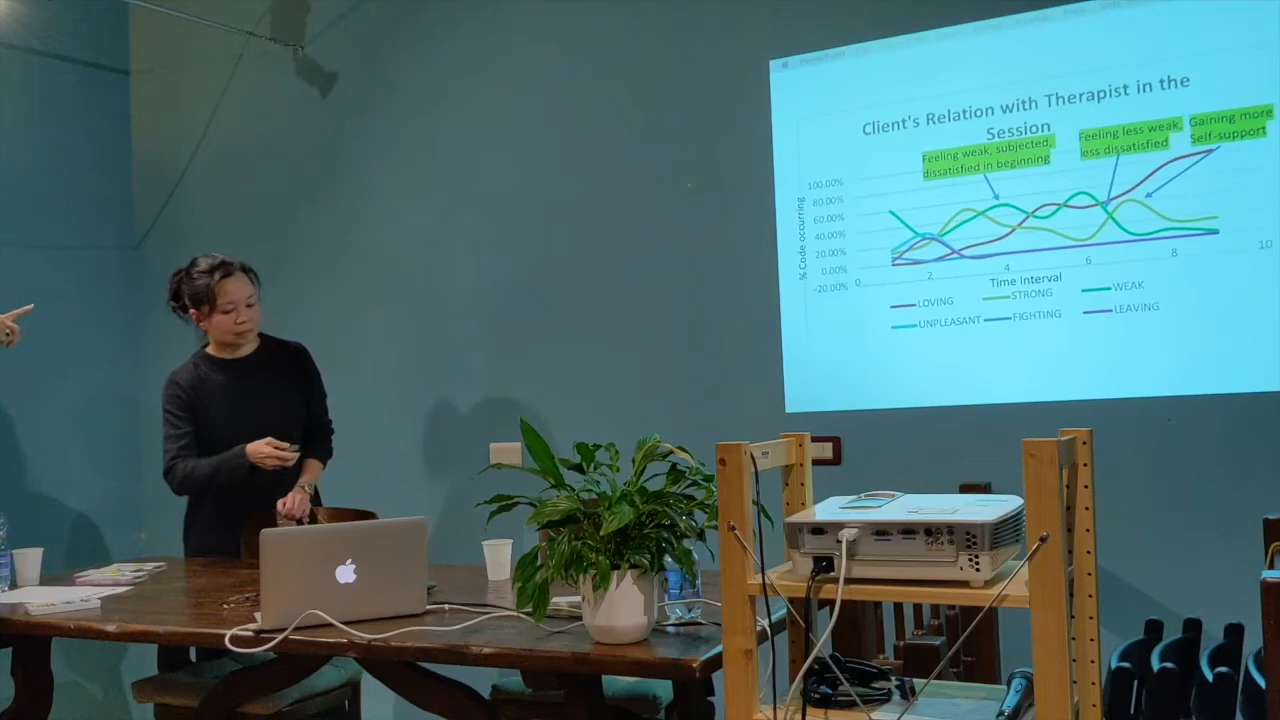 PowerPoint
Client's Relation with Therapist in the
Session
Feeling weak, subjected,
dissatisfied in beginning
Feeling less weak,
less dissatisfied
Gaining more
Self-support
100.00%
80.00%
60.00%
40.00%
20.00%
0.00%
-20.00%
% Code occurring
0
2
4
6
8
10
Time Interval
LOVING
STRONG
WEAK
UNPLEASANT
FIGHTING
LEAVING